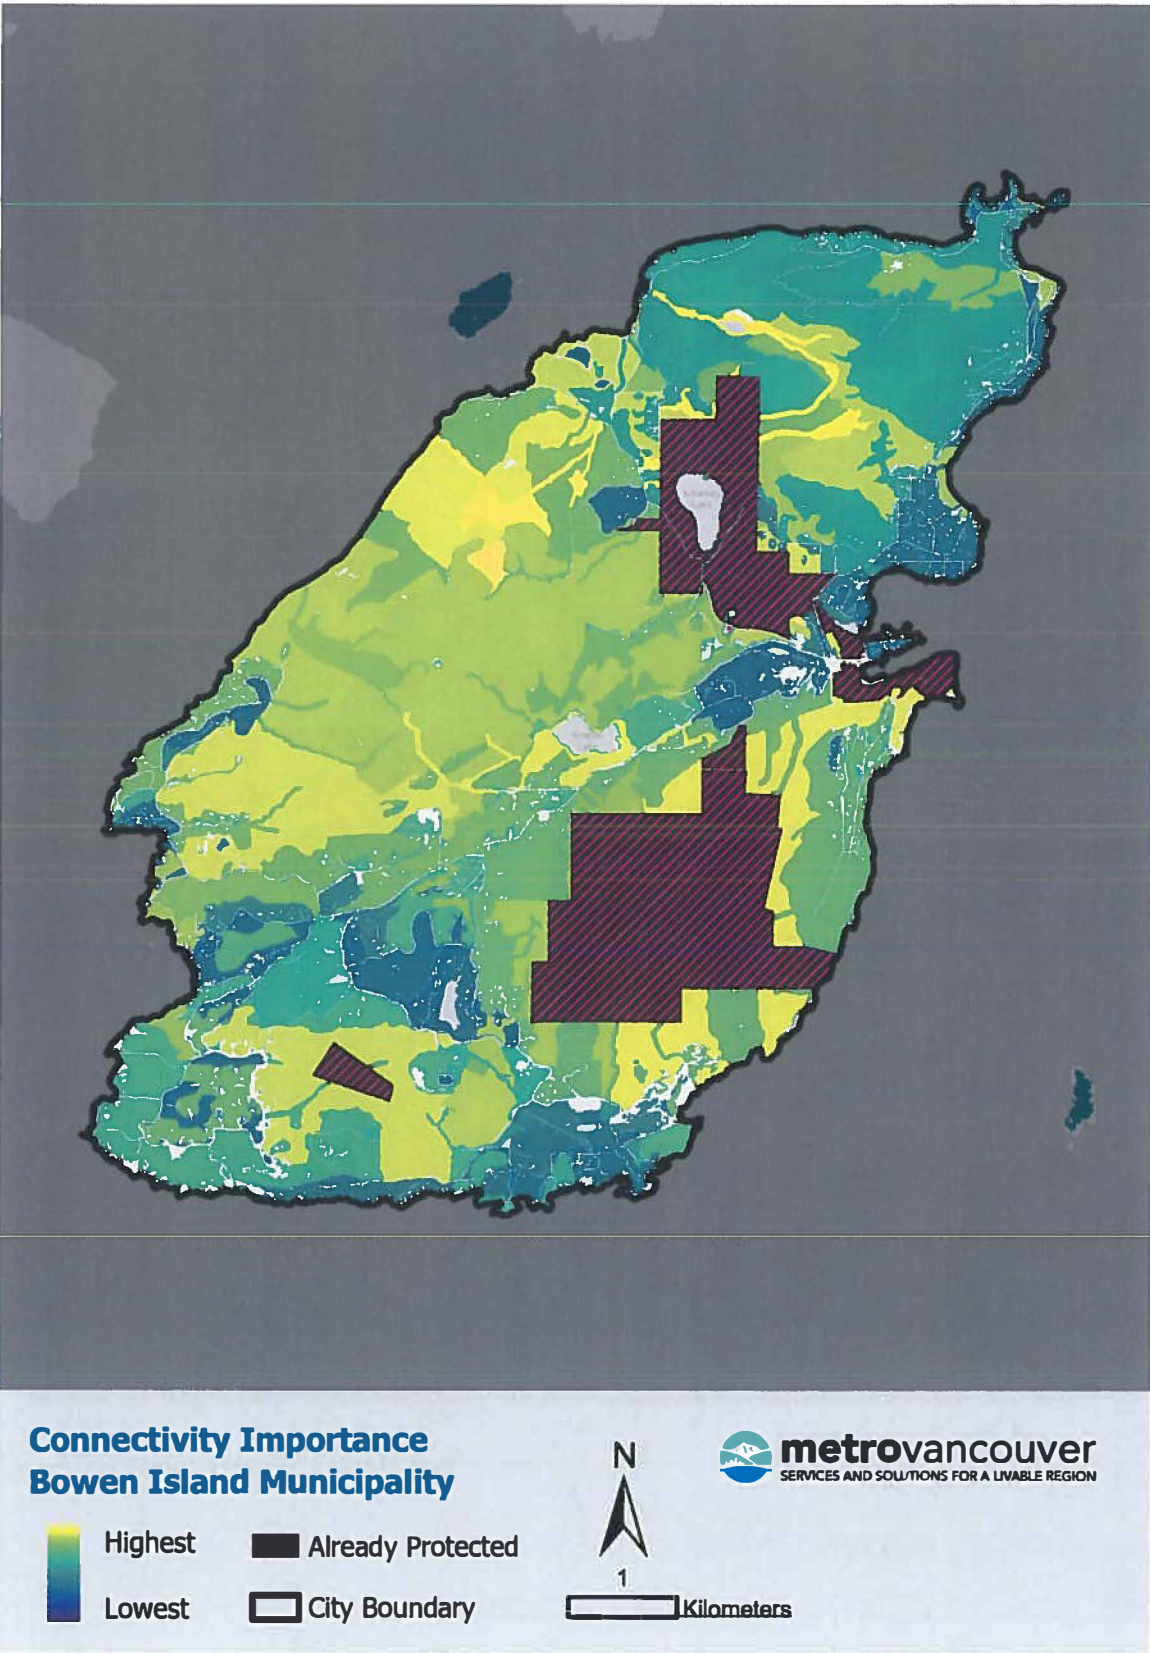 Connectivity Importance
Bowen Island Municipality
Highest
Lowest
Already Protected
City Boundary
N
1
Kilometers
metrovancouver
SERVICES AND SOLUTIONS FOR A LIVABLE REGION